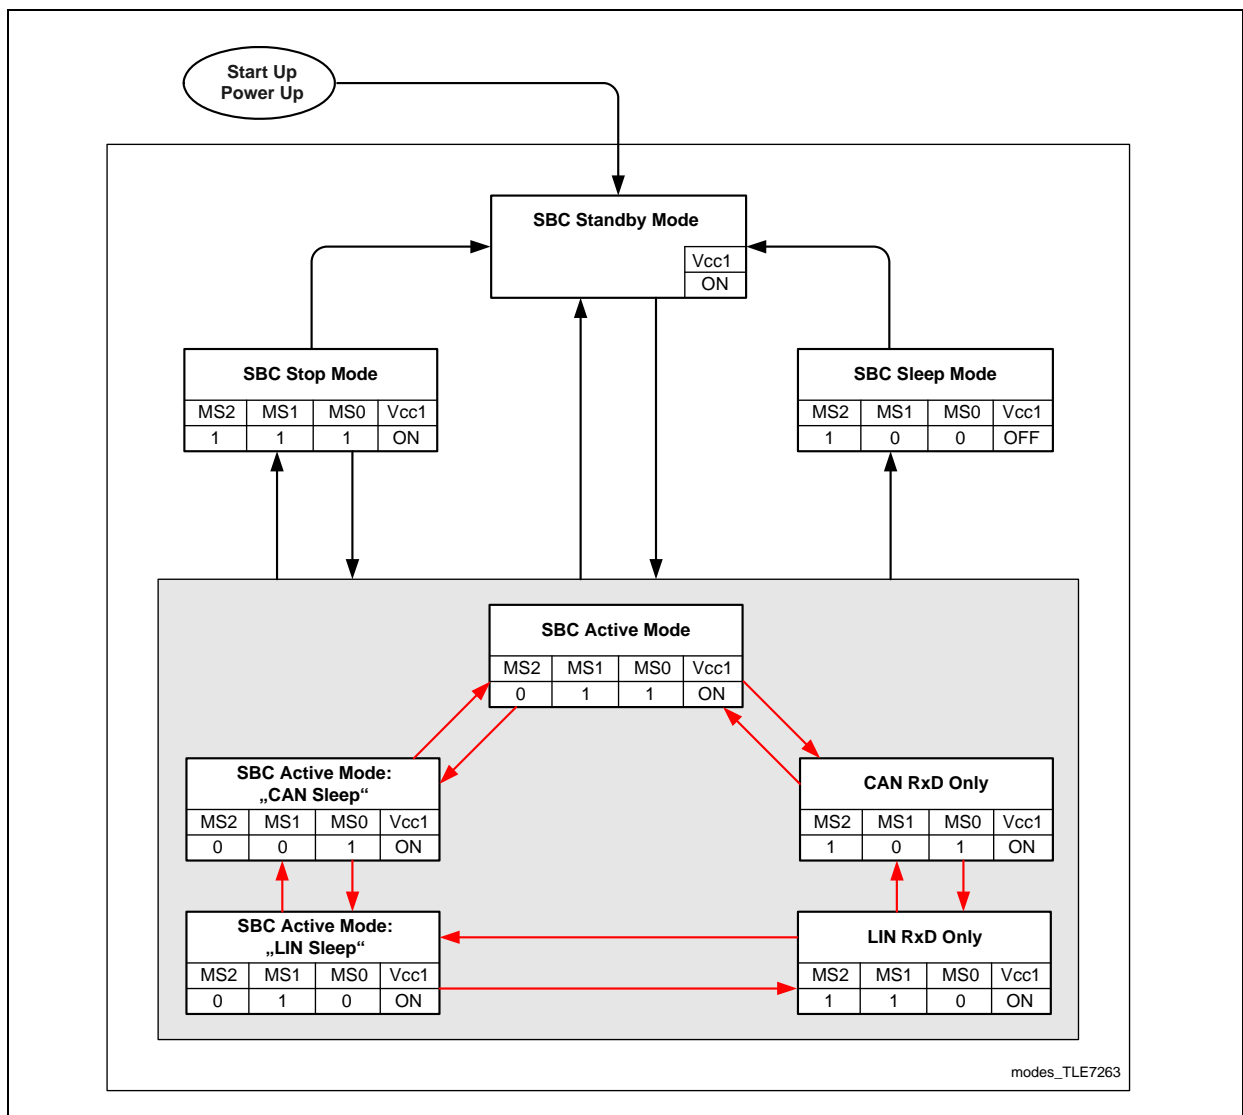 Start Up
Power Up
SBC Standby Mode
Vcc1
ON
SBC Stop Mode
MS2 MS1 MS0 Vcc1
1 1 1 ON
SBC Sleep Mode
MS2 MS1 MS0 Vcc1
1 0 0 OFF
SBC Active Mode
MS2 MS1 MS0 Vcc1
0 1 1 ON
SBC Active Mode:
„CAN Sleep“
MS2 MS1 MS0 Vcc1
0 0 1 ON
CAN RxD Only
MS2 MS1 MS0 Vcc1
1 0 1 ON
SBC Active Mode:
„LIN Sleep“
MS2 MS1 MS0 Vcc1
0 1 0 ON
LIN RxD Only
MS2 MS1 MS0 Vcc1
1 1 0 ON
modes_TLE7263